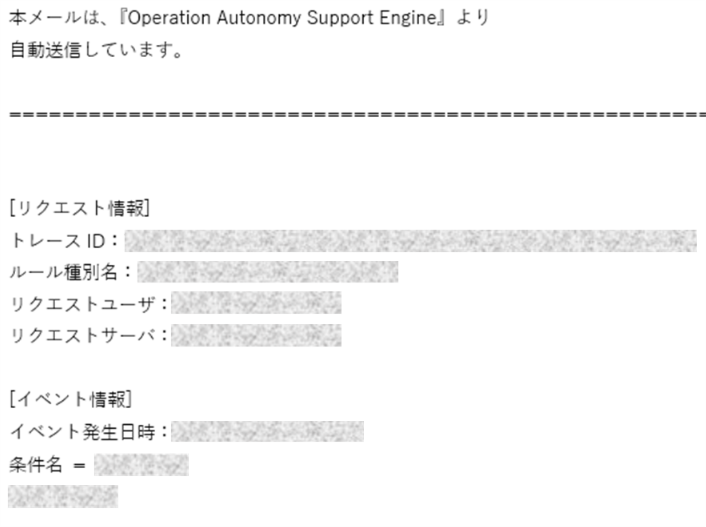 本メールは、『Operation Autonomy Support Engine』より
自動送信しています。
=====================================================
[リクエスト情報]
トレース ID：
ルール種別名：
リクエストユーザ：
リクエストサーバ：
[イベント情報]
イベント発生日時：
条件名 =